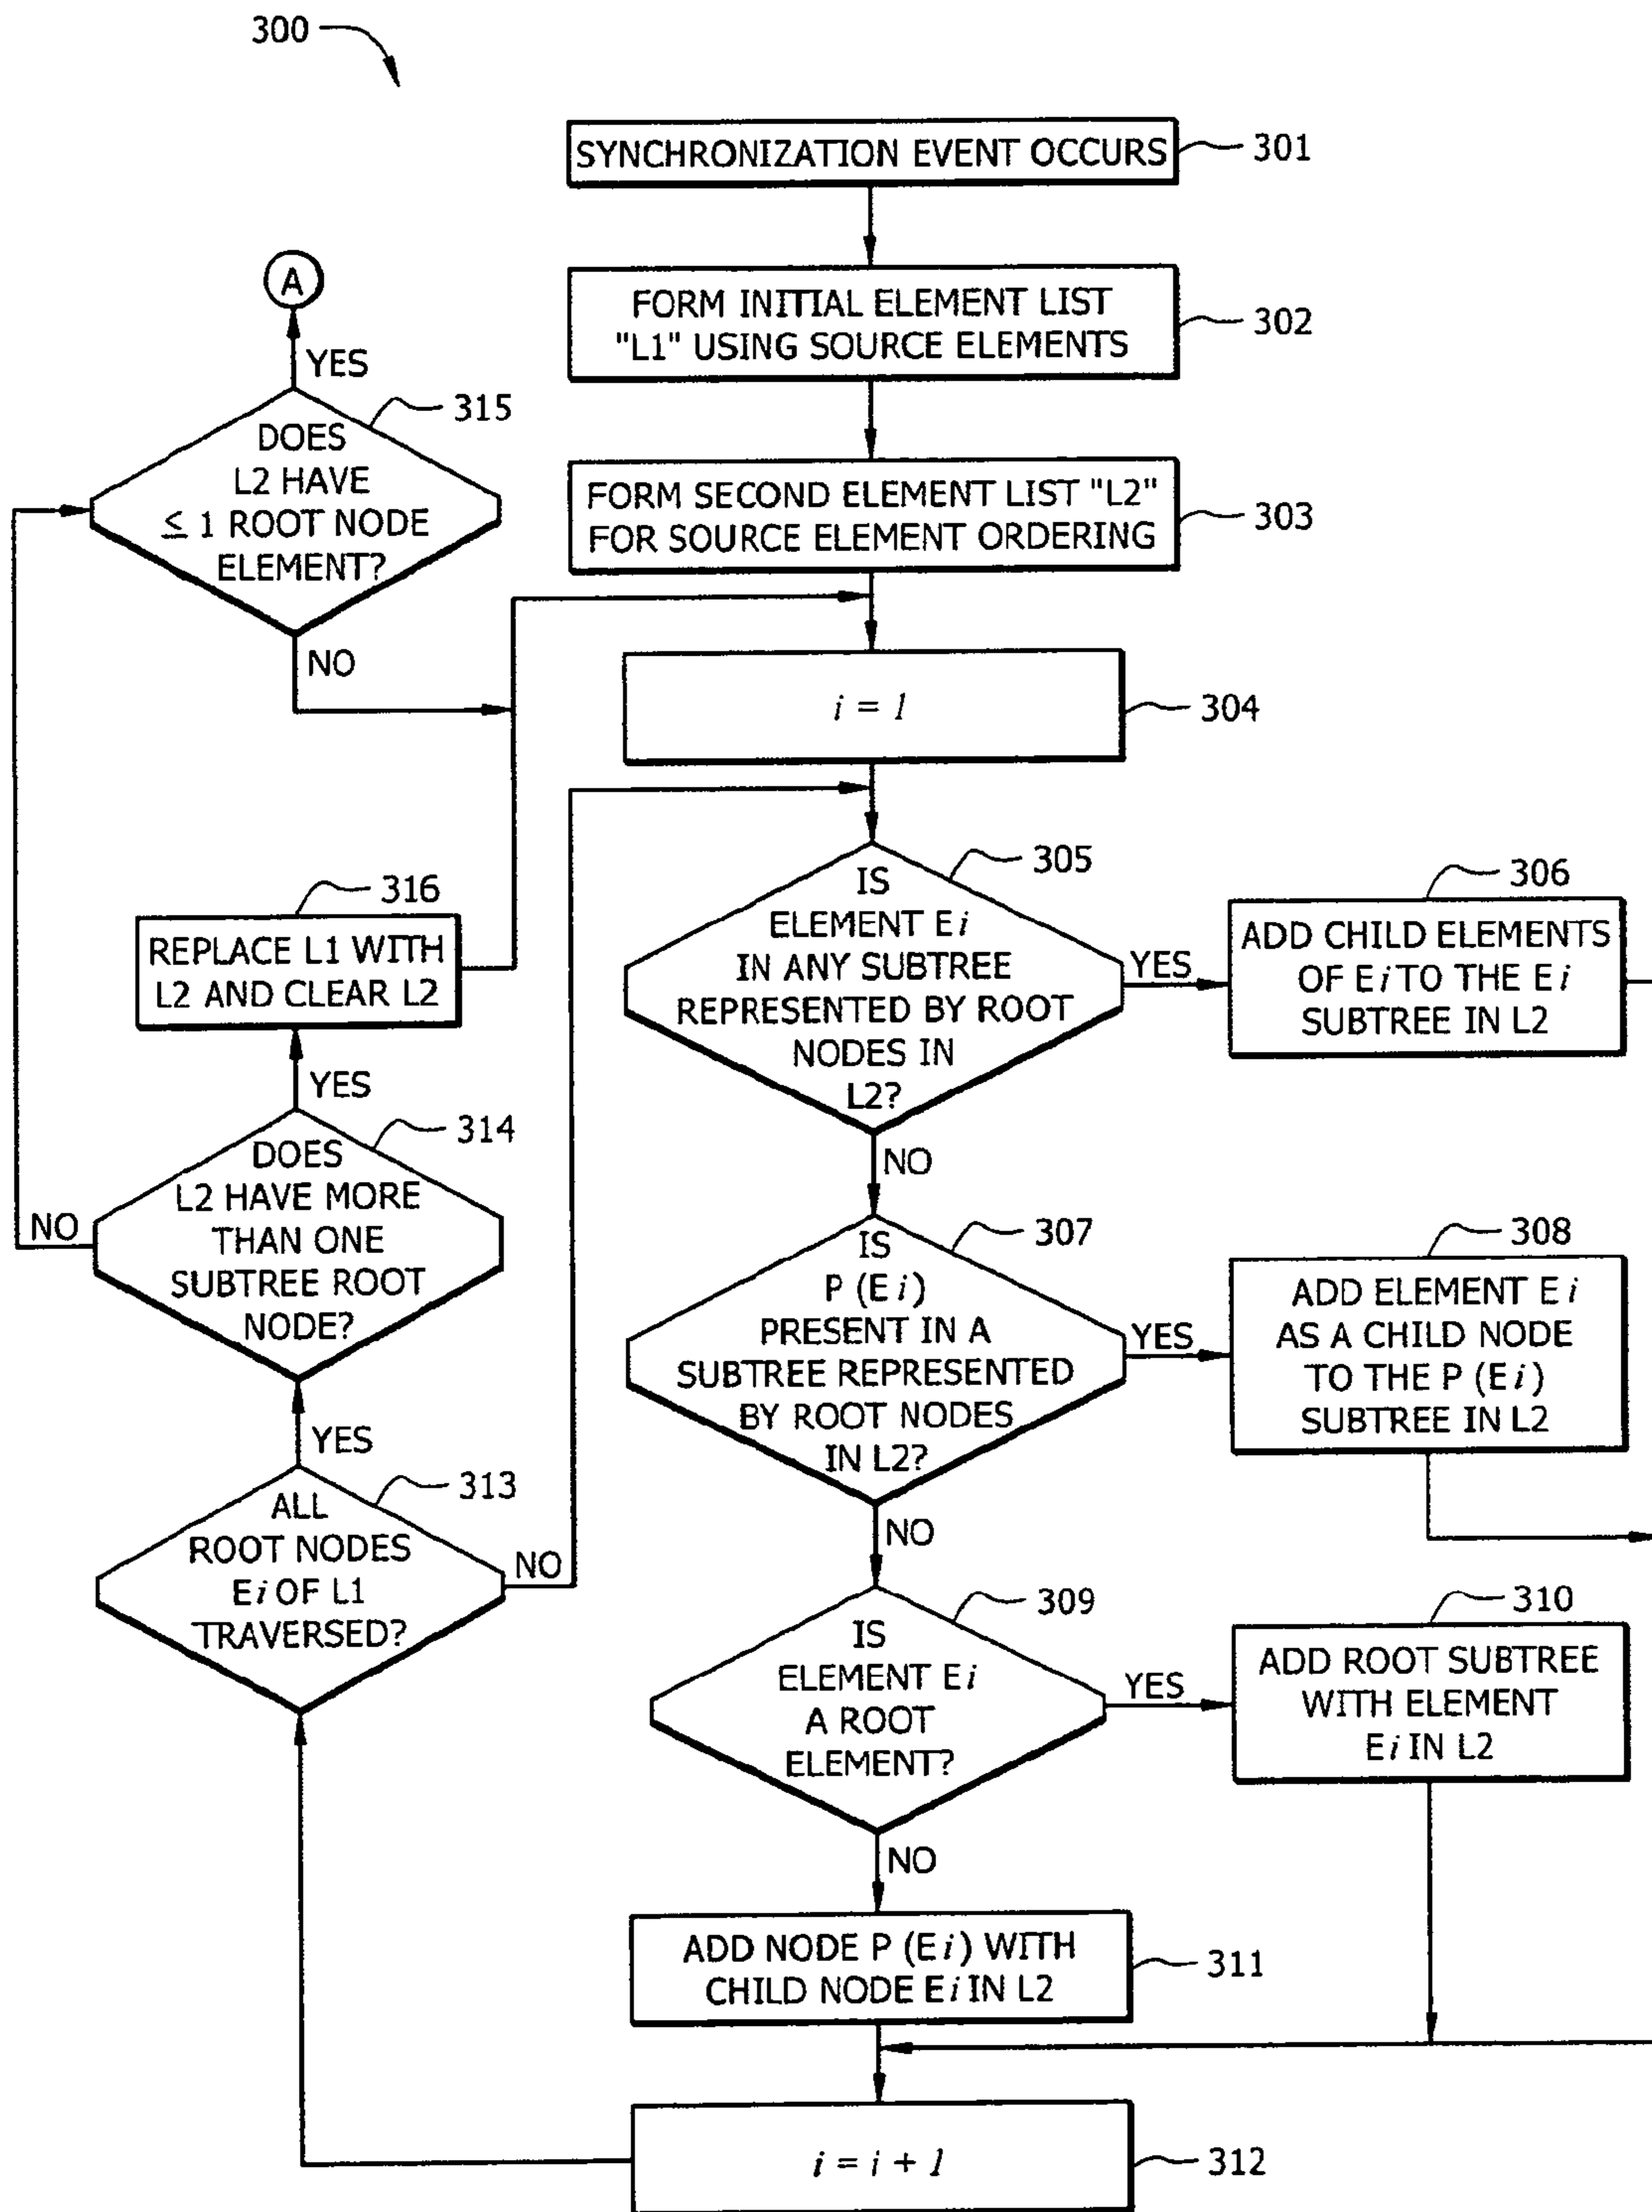 300
SYNCHRONIZATION EVENT OCCURS
301
FORM INITIAL ELEMENT LIST
"L1" USING SOURCE ELEMENTS
302
FORM SECOND ELEMENT LIST "L2"
FOR SOURCE ELEMENT ORDERING
303
i = 1
304
IS
ELEMENT Ei
IN ANY SUBTREE
REPRESENTED BY ROOT
NODES IN
L2?
305
YES
NO
ADD CHILD ELEMENTS
OF Ei TO THE Ei
SUBTREE IN L2
306
IS
P (Ei)
PRESENT IN A
SUBTREE REPRESENTED
BY ROOT NODES
IN L2?
307
YES
NO
ADD ELEMENT Ei
AS A CHILD NODE
TO THE P (Ei)
SUBTREE IN L2
308
IS
ELEMENT Ei
A ROOT
ELEMENT?
309
YES
NO
ADD ROOT SUBTREE
WITH ELEMENT
Ei IN L2
310
ADD NODE P (Ei) WITH
CHILD NODE Ei IN L2
311
i = i + 1
312
ALL
ROOT NODES
Ei OF L1
TRAVERSED?
313
NO
YES
DOES
L2 HAVE MORE
THAN ONE
SUBTREE ROOT
NODE?
314
NO
YES
REPLACE L1 WITH
L2 AND CLEAR L2
316
DOES
L2 HAVE
≤ 1 ROOT NODE
ELEMENT?
315
NO
YES
A